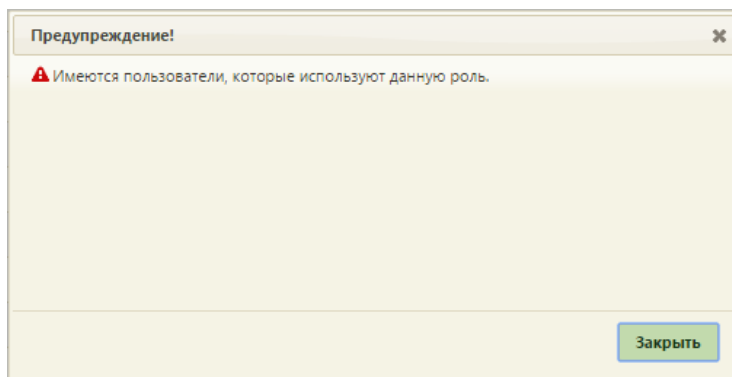 Предупреждение!
Имеются пользователи, которые используют данную роль.
Закрыть